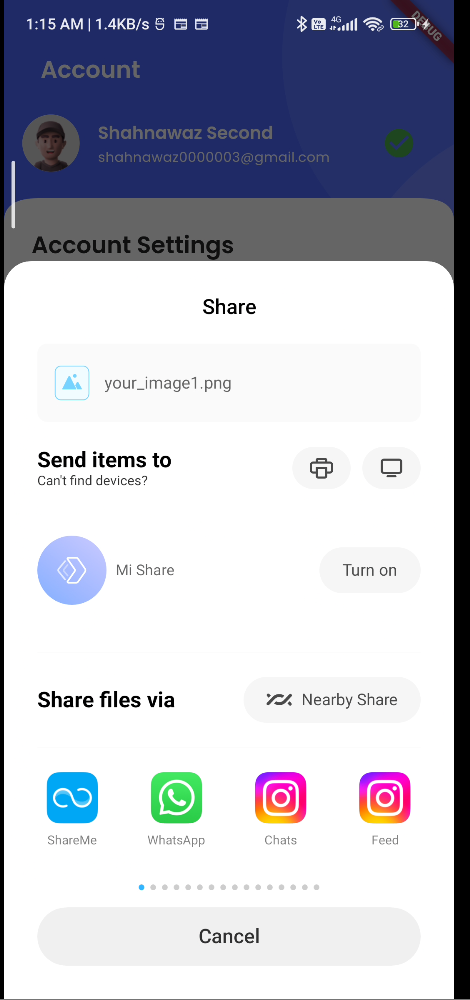 1:15 AM | 1.4KB/s
4G
32
DEBUG
Account
Shahnawaz Second
shahnawaz0000003@gmail.com
Account Settings
Share
your_image1.png
Send items to
Can't find devices?
Mi Share
Turn on
Share files via
Nearby Share
ShareMe
WhatsApp
Chats
Feed
Cancel